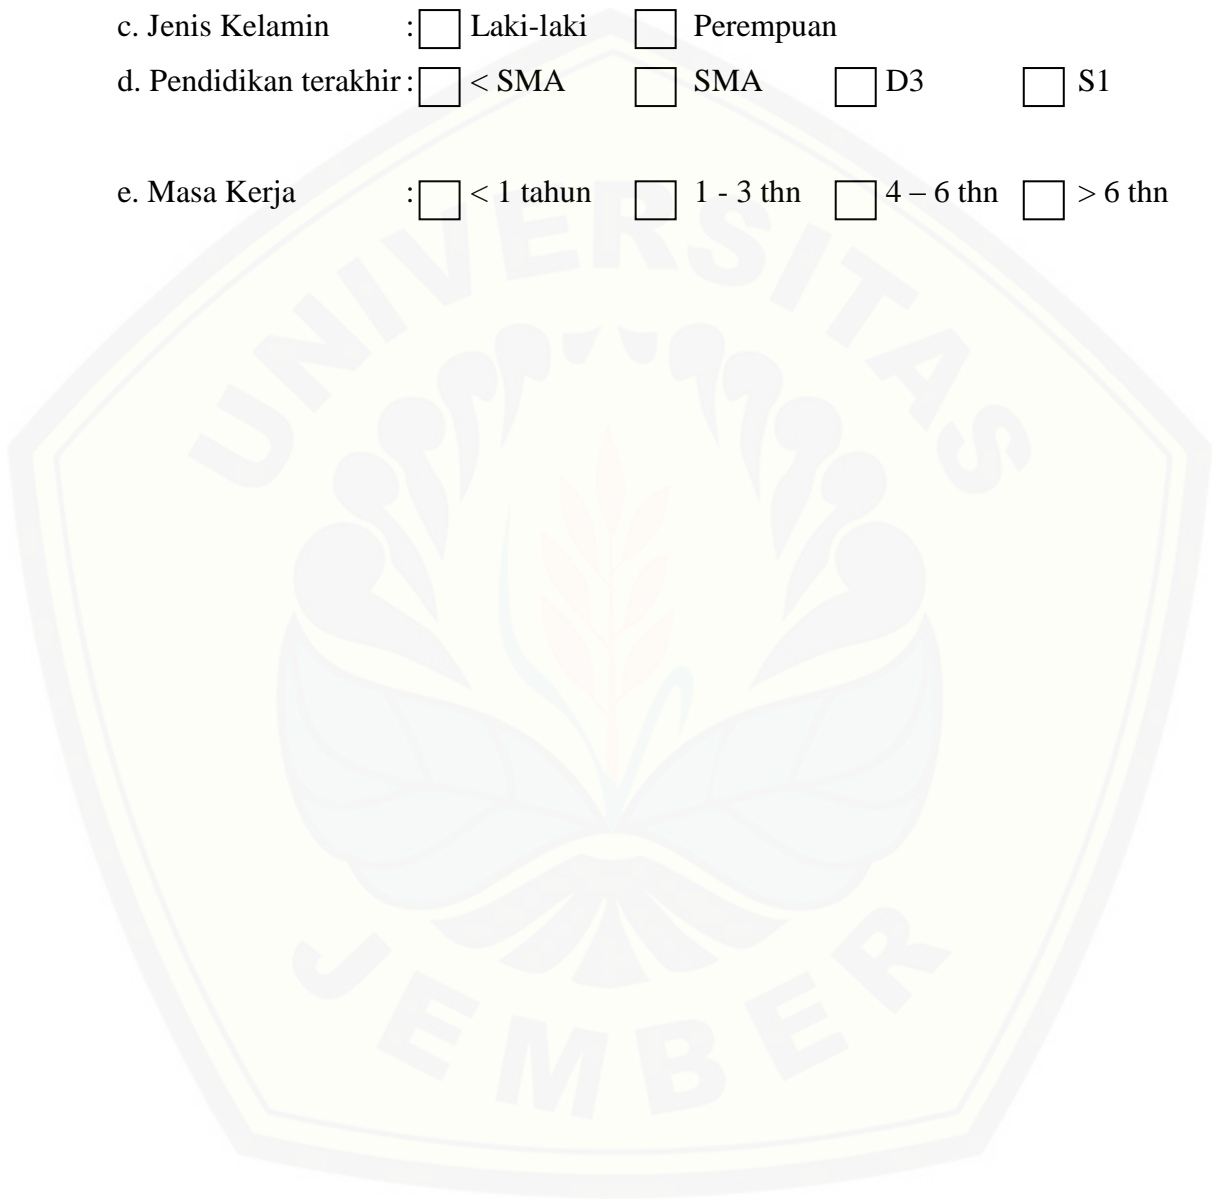 c. Jenis Kelamin : Laki-laki Perempuan
d. Pendidikan terakhir : < SMA SMA D3 S1
e. Masa Kerja : < 1 tahun 1 - 3 thn 4 – 6 thn > 6 thn
UNIVERSITAS
JEMBER